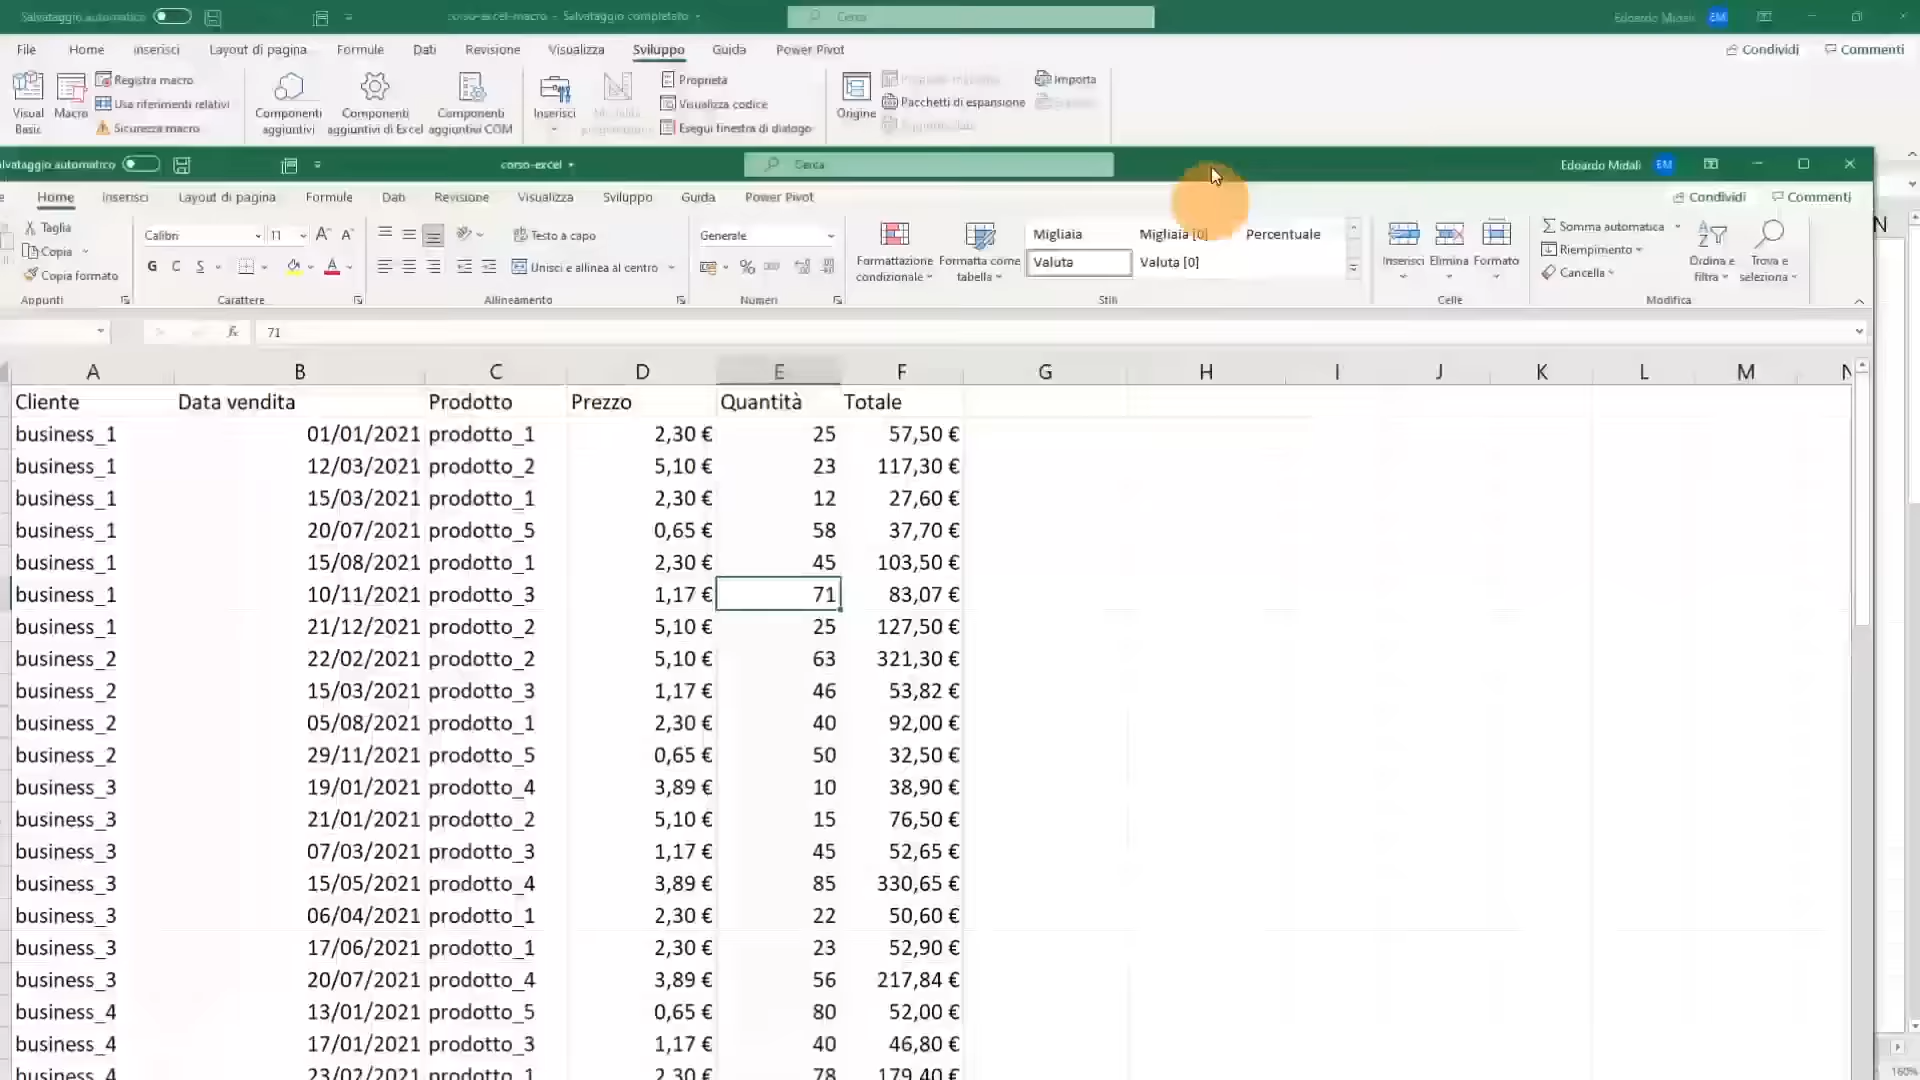 Salvataggio automatico
corso-excel-macro - Salvataggio completato
Cerca
Edoardo Midali
EM
File Home Inserisci Layout di pagina Formule Dati Revisione Visualizza Sviluppo Guida Power Pivot
Condividi Commenti
Visual Basic
Macro
Registra macro
Usa riferimenti relativi
Sicurezza macro
Componenti aggiuntivi
Componenti aggiuntivi di Excel
Componenti aggiuntivi COM
Inserisci
Proprietà
Visualizza codice
Esegui finestra di dialogo
Origine
Pacchetti di espansione
Importa
lvataggio automatico
corso-excel
Cerca
Edoardo Midali
EM
e Home Inserisci Layout di pagina Formule Dati Revisione Visualizza Sviluppo Guida Power Pivot
Condividi Commenti
Taglia
Copia
Copia formato
Appunti
Calibri 11
G C S
Carattere
Testo a capo
Unisci e allinea al centro
Allineamento
Generale
% 000
Numeri
Formattazione condizionale
Formatta come tabella
Migliaia Migliaia [0] Percentuale
Valuta Valuta [0]
Stili
Inserisci Elimina Formato
Celle
Somma automatica
Riempimento
Cancella
Ordina e filtra
Trova e seleziona
Modifica
N
fx 71
A B C D E F G H I J K L M N
Cliente Data vendita Prodotto Prezzo Quantità Totale
business_1 01/01/2021 prodotto_1 2,30 € 25 57,50 €
business_1 12/03/2021 prodotto_2 5,10 € 23 117,30 €
business_1 15/03/2021 prodotto_1 2,30 € 12 27,60 €
business_1 20/07/2021 prodotto_5 0,65 € 58 37,70 €
business_1 15/08/2021 prodotto_1 2,30 € 45 103,50 €
business_1 10/11/2021 prodotto_3 1,17 € 71 83,07 €
business_1 21/12/2021 prodotto_2 5,10 € 25 127,50 €
business_2 22/02/2021 prodotto_2 5,10 € 63 321,30 €
business_2 15/03/2021 prodotto_3 1,17 € 46 53,82 €
business_2 05/08/2021 prodotto_1 2,30 € 40 92,00 €
business_2 29/11/2021 prodotto_5 0,65 € 50 32,50 €
business_3 19/01/2021 prodotto_4 3,89 € 10 38,90 €
business_3 21/01/2021 prodotto_2 5,10 € 15 76,50 €
business_3 07/03/2021 prodotto_3 1,17 € 45 52,65 €
business_3 15/05/2021 prodotto_4 3,89 € 85 330,65 €
business_3 06/04/2021 prodotto_1 2,30 € 22 50,60 €
business_3 17/06/2021 prodotto_1 2,30 € 23 52,90 €
business_3 20/07/2021 prodotto_4 3,89 € 56 217,84 €
business_4 13/01/2021 prodotto_5 0,65 € 80 52,00 €
business_4 17/01/2021 prodotto_3 1,17 € 40 46,80 €
business_4 23/02/2021 prodotto_1 2,30 € 78 179,40 €
160%